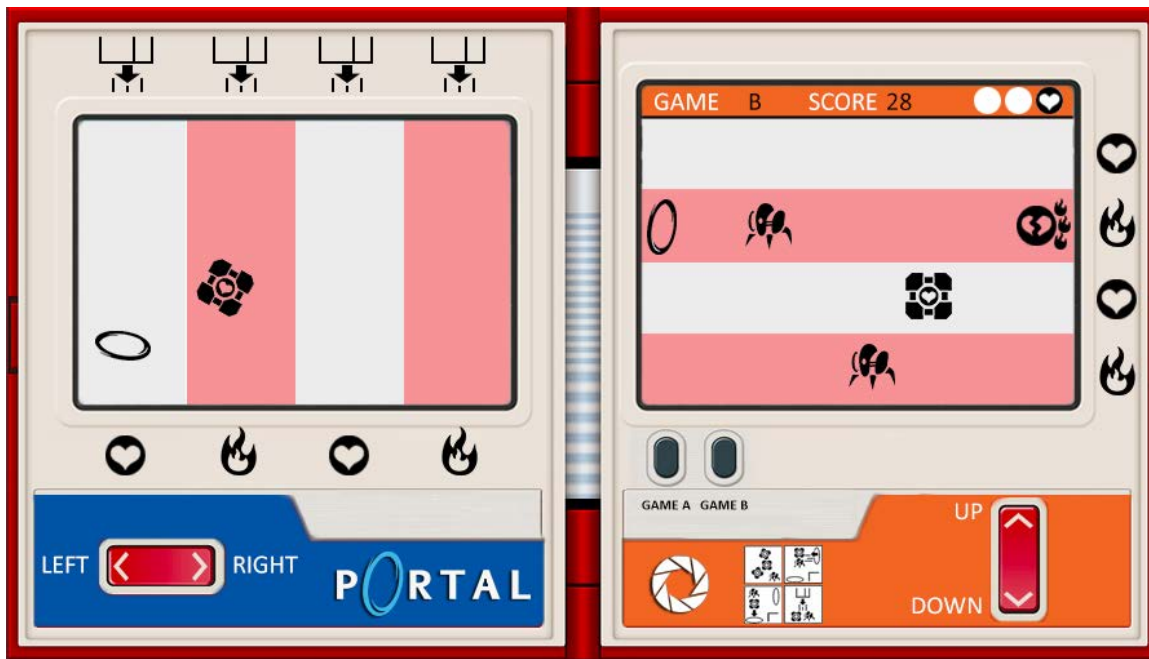 GAME B SCORE 28
GAME A GAME B
LEFT RIGHT
PORTAL
UP
DOWN